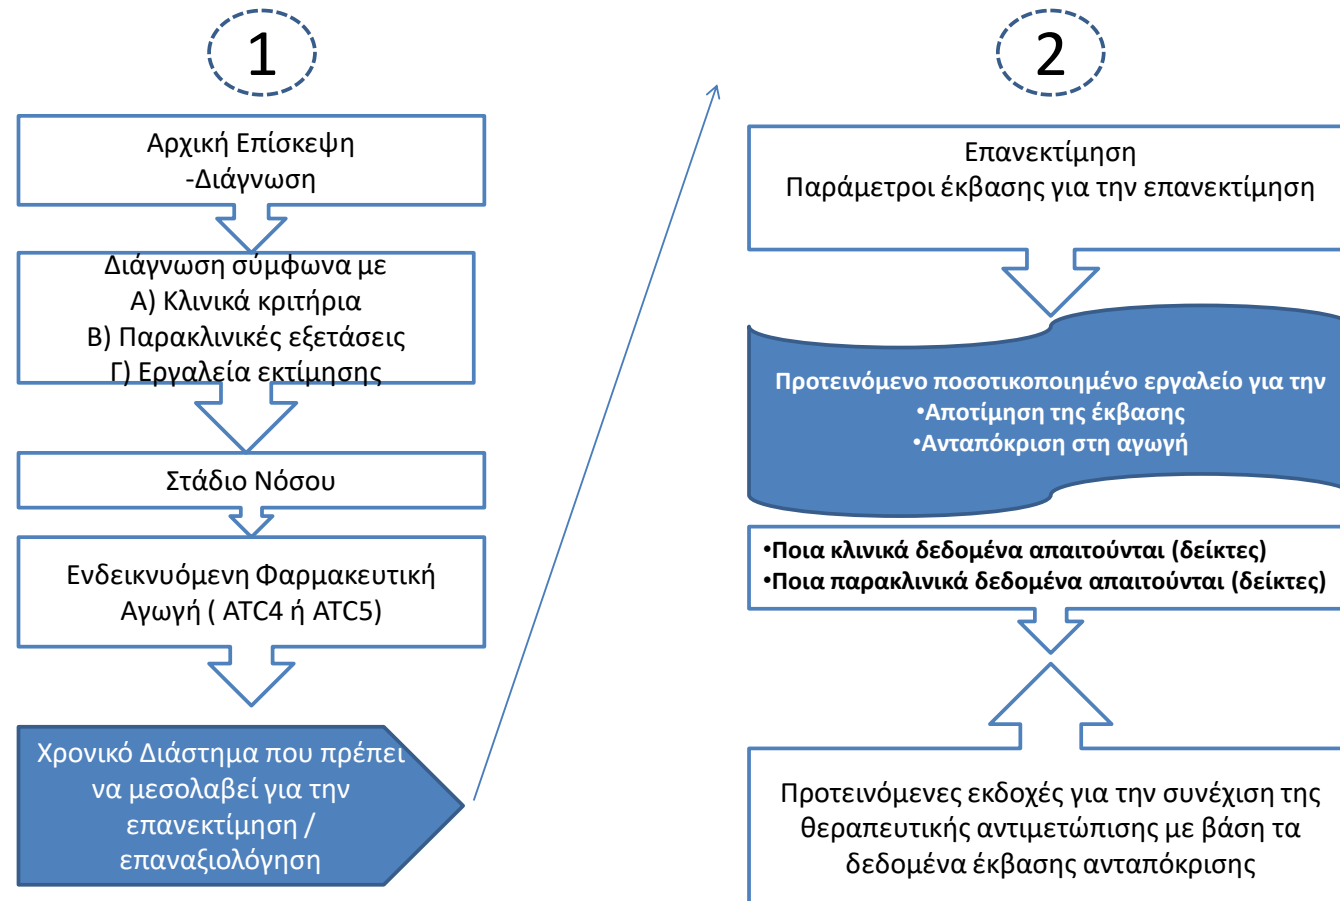 1
Αρχική Επίσκεψη
-Διάγνωση
Διάγνωση σύμφωνα με
Α) Κλινικά κριτήρια
Β) Παρακλινικές εξετάσεις
Γ) Εργαλεία εκτίμησης
Στάδιο Νόσου
Ενδεικνυόμενη Φαρμακευτική
Αγωγή ( ATC4 ή ATC5)
Χρονικό Διάστημα που πρέπει
να μεσολαβεί για την
επανεκτίμηση /
επαναξιολόγηση
2
Επανεκτίμηση
Παράμετροι έκβασης για την επανεκτίμηση
Προτεινόμενο ποσοτικοποιημένο εργαλείο για την
•Αποτίμηση της έκβασης
•Ανταπόκριση στη αγωγή
•Ποια κλινικά δεδομένα απαιτούνται (δείκτες)
•Ποια παρακλινικά δεδομένα απαιτούνται (δείκτες)
Προτεινόμενες εκδοχές για την συνέχιση της
θεραπευτικής αντιμετώπισης με βάση τα
δεδομένα έκβασης ανταπόκρισης